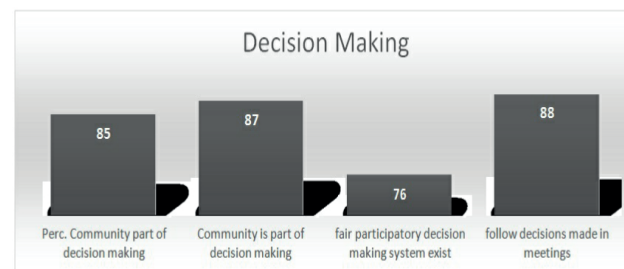 Decision Making
85
87
76
88
Perc. Community part of
decision making
Community is part of
decision making
fair participatory decision
making system exist
follow decisions made in
meetings